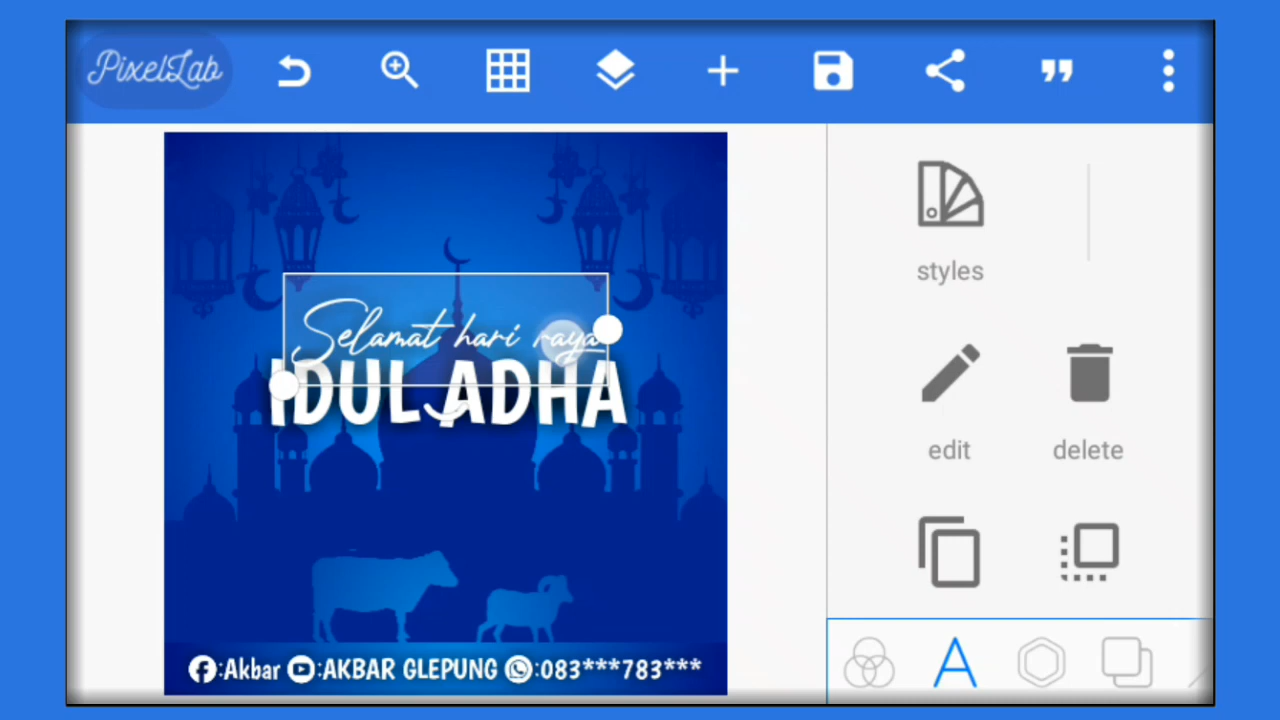 PixelLab
styles
Selamat hari raya
IDUL ADHA
edit
delete
:Akbar :AKBAR GLEPUNG :083***783***